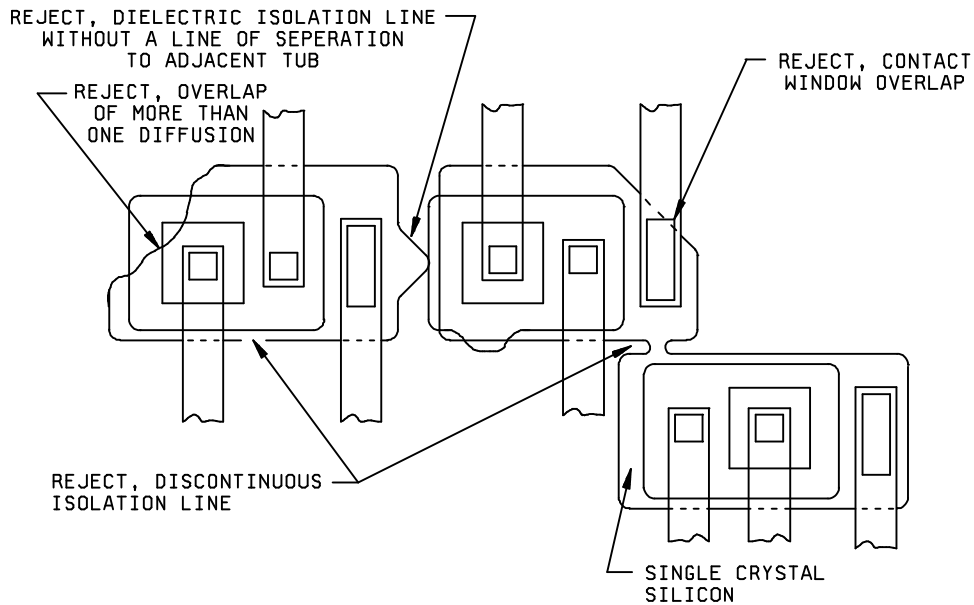 REJECT, DIELECTRIC ISOLATION LINE
WITHOUT A LINE OF SEPERATION
TO ADJACENT TUB
REJECT, CONTACT
WINDOW OVERLAP
REJECT, OVERLAP
OF MORE THAN
ONE DIFFUSION
REJECT, DISCONTINUOUS
ISOLATION LINE
SINGLE CRYSTAL
SILICON